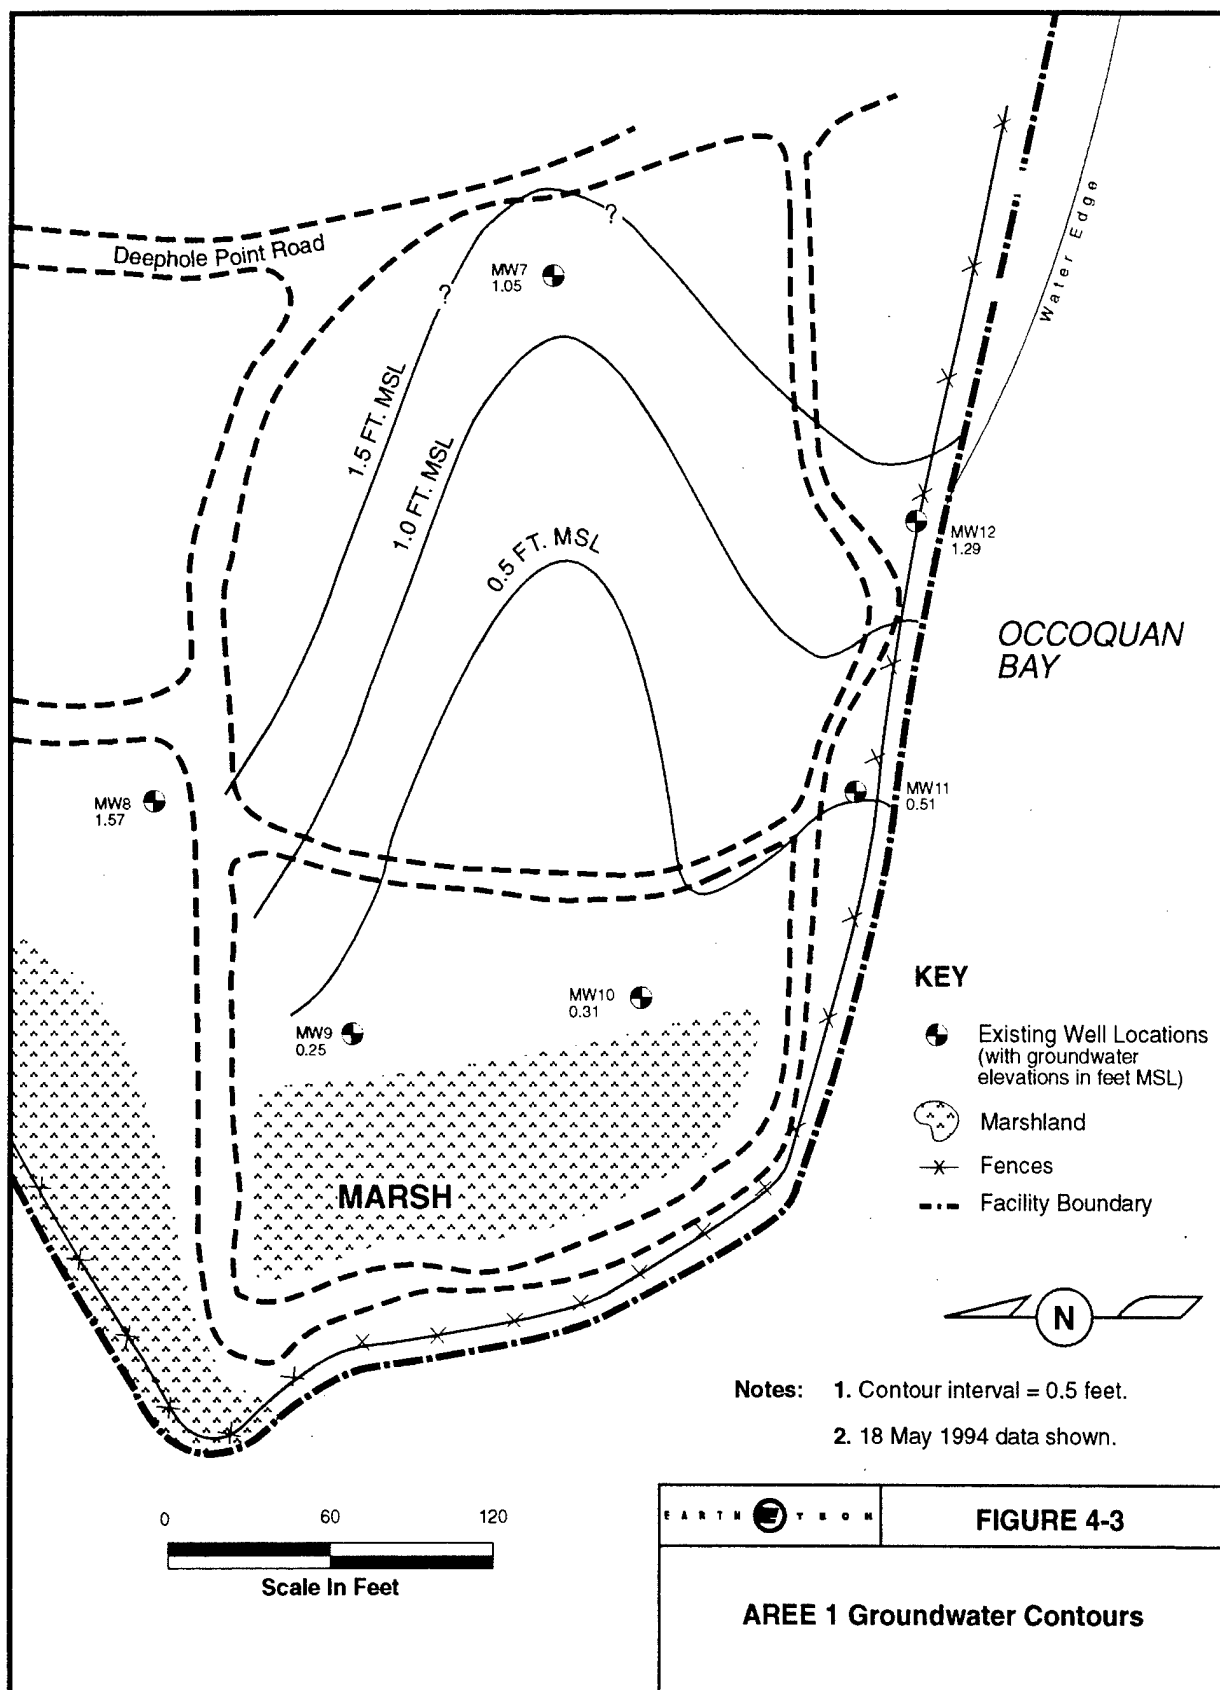 Deephole Point Road
?
?
MW7
1.05
Water Edge
1.5 FT. MSL
1.0 FT. MSL
0.5 FT. MSL
MW12
1.29
OCCOQUAN
BAY
MW8
1.57
MW11
0.51
MW10
0.31
MW9
0.25
MARSH
KEY
Existing Well Locations
(with groundwater
elevations in feet MSL)
Marshland
Fences
Facility Boundary
N
Notes: 1. Contour interval = 0.5 feet.
2. 18 May 1994 data shown.
0 60 120
Scale In Feet
EARTH TECH
FIGURE 4-3
AREE 1 Groundwater Contours